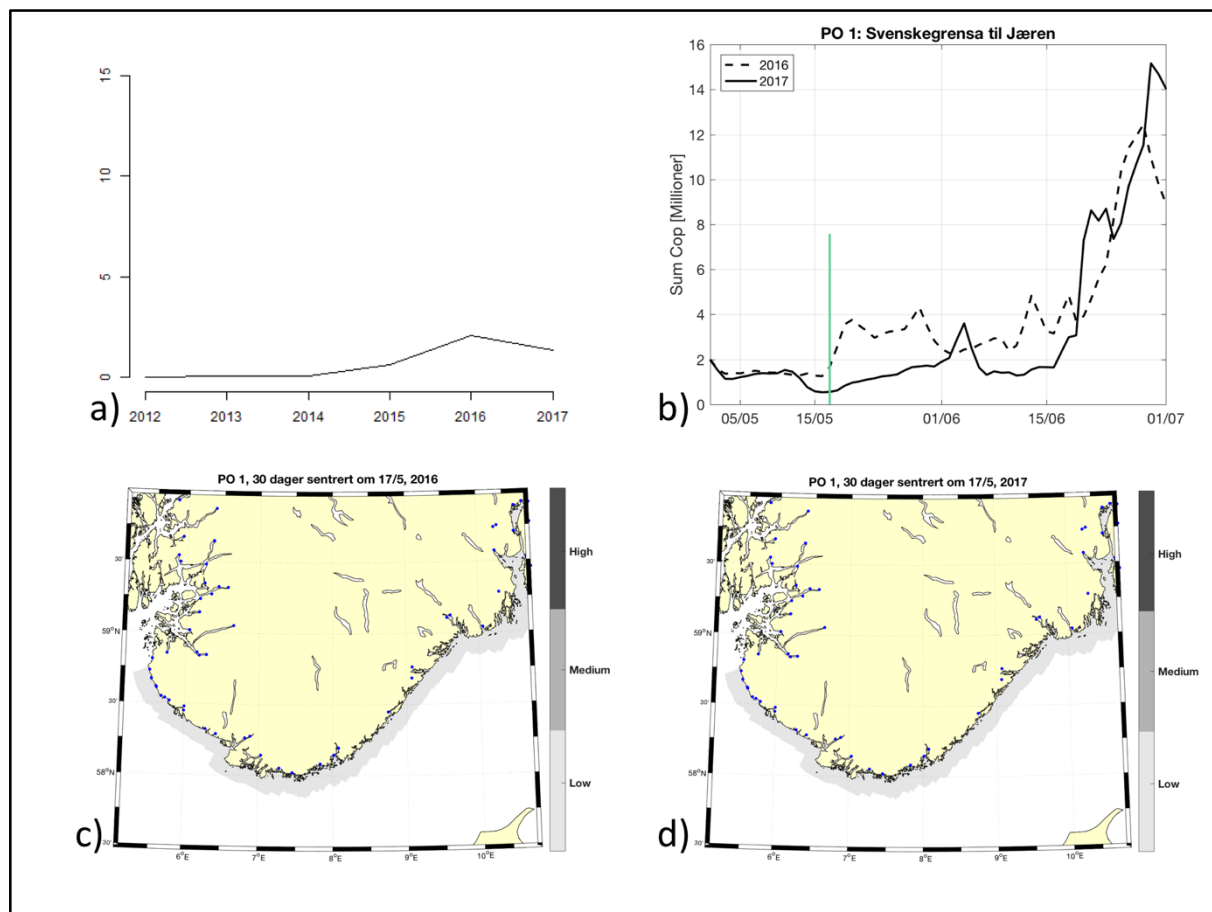 15
10
5
0
2012 2013 2014 2015 2016 2017
a)
PO 1: Svenskegrensa til Jæren
2016
2017
Sum Cop [Millioner]
16
14
12
10
8
6
4
2
0
05/05 15/05 01/06 15/06 01/07
b)
PO 1, 30 dager sentrert om 17/5, 2016
30'
59°N
30'
58°N
30'
6°E 7°E 8°E 9°E 10°E
High
Medium
Low
c)
PO 1, 30 dager sentrert om 17/5, 2017
30'
59°N
30'
58°N
30'
6°E 7°E 8°E 9°E 10°E
High
Medium
Low
d)